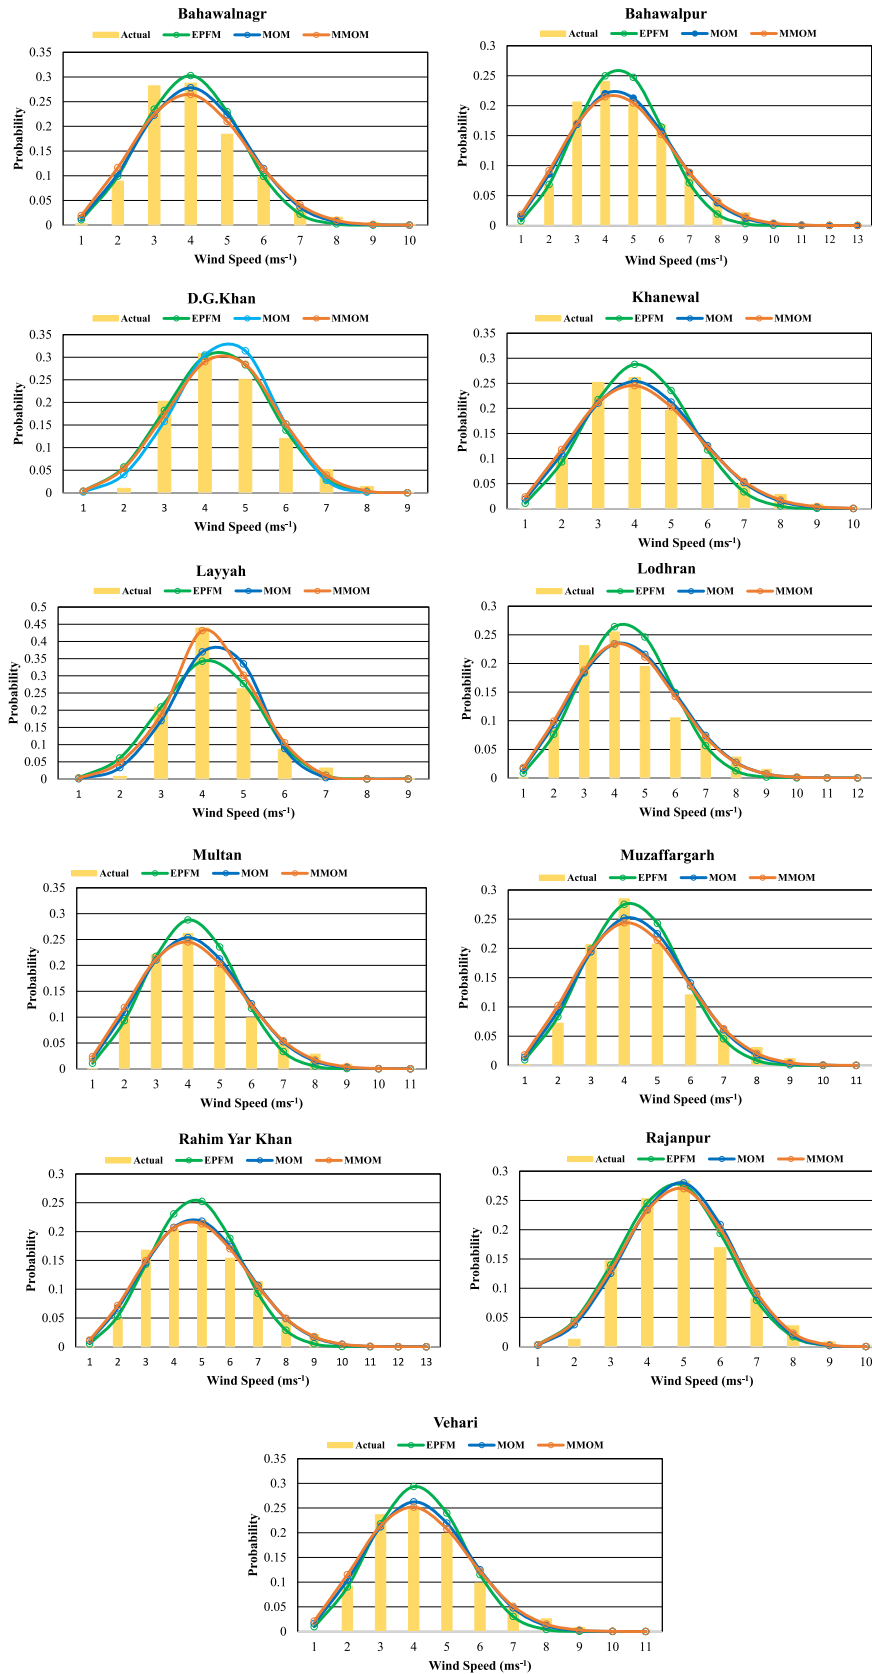 Bahawalnagr
Actual EPFM MOM MMOM
Probability
0.35
0.3
0.25
0.2
0.15
0.1
0.05
0
1 2 3 4 5 6 7 8 9 10
Wind Speed (ms-1)
Bahawalpur
Actual EPFM MOM MMOM
Probability
0.3
0.25
0.2
0.15
0.1
0.05
0
1 2 3 4 5 6 7 8 9 10 11 12 13
Wind Speed (ms-1)
D.G.Khan
Actual EPFM MOM MMOM
Probability
0.35
0.3
0.25
0.2
0.15
0.1
0.05
0
1 2 3 4 5 6 7 8 9
Wind Speed (ms-1)
Khanewal
Actual EPFM MOM MMOM
Probability
0.35
0.3
0.25
0.2
0.15
0.1
0.05
0
1 2 3 4 5 6 7 8 9 10
Wind Speed (ms-1)
Layyah
Actual EPFM MOM MMOM
Probability
0.5
0.45
0.4
0.35
0.3
0.25
0.2
0.15
0.1
0.05
0
1 2 3 4 5 6 7 8 9
Wind Speed (ms-1)
Lodhran
Actual EPFM MOM MMOM
Probability
0.3
0.25
0.2
0.15
0.1
0.05
0
1 2 3 4 5 6 7 8 9 10 11 12
Wind Speed (ms-1)
Multan
Actual EPFM MOM MMOM
Probability
0.35
0.3
0.25
0.2
0.15
0.1
0.05
0
1 2 3 4 5 6 7 8 9 10 11
Wind Speed (ms-1)
Muzaffargarh
Actual EPFM MOM MMOM
Probability
0.3
0.25
0.2
0.15
0.1
0.05
0
1 2 3 4 5 6 7 8 9 10 11
Wind Speed (ms-1)
Rahim Yar Khan
Actual EPFM MOM MMOM
Probability
0.3
0.25
0.2
0.15
0.1
0.05
0
1 2 3 4 5 6 7 8 9 10 11 12 13
Wind Speed (ms-1)
Rajanpur
Actual EPFM MOM MMOM
Probability
0.3
0.25
0.2
0.15
0.1
0.05
0
1 2 3 4 5 6 7 8 9 10
Wind Speed (ms-1)
Vehari
Actual EPFM MOM MMOM
Probability
0.35
0.3
0.25
0.2
0.15
0.1
0.05
0
1 2 3 4 5 6 7 8 9 10 11
Wind Speed (ms-1)